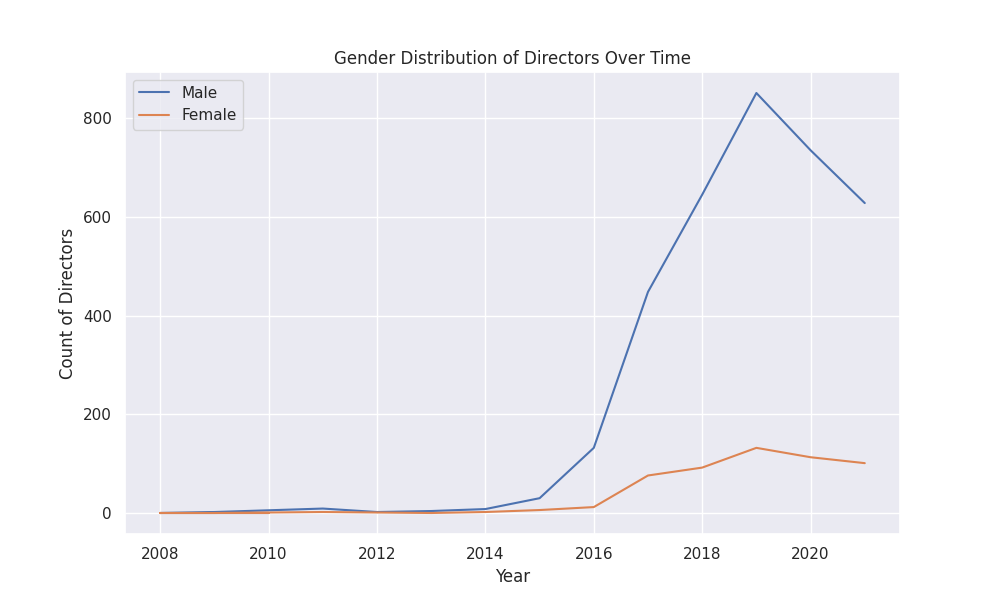 Gender Distribution of Directors Over Time
Male
Female
800
600
400
200
0
Count of Directors
2008 2010 2012 2014 2016 2018 2020
Year